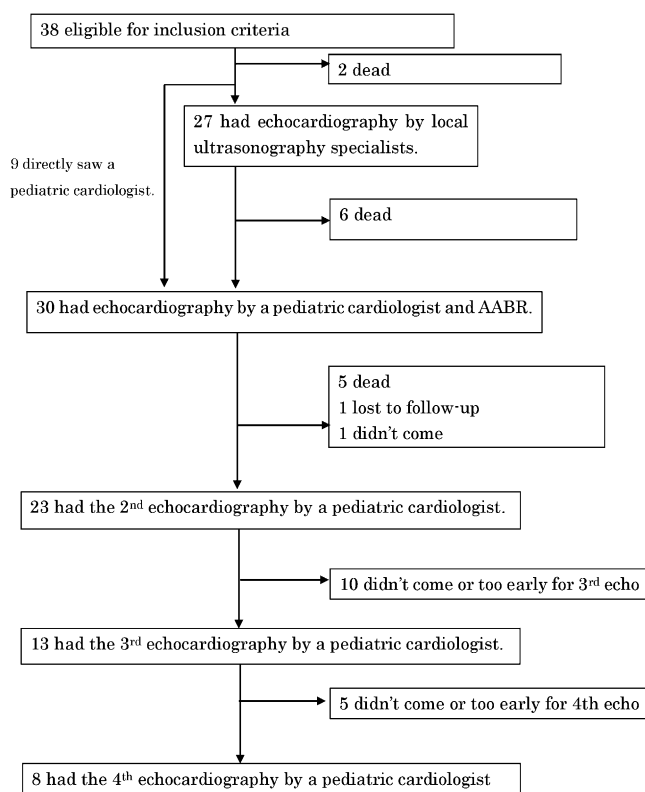 38 eligible for inclusion criteria
2 dead
27 had echocardiography by local
ultrasonography specialists.
9 directly saw a
pediatric cardiologist.
6 dead
30 had echocardiography by a pediatric cardiologist and AABR.
5 dead
1 lost to follow-up
1 didn't come
23 had the 2nd echocardiography by a pediatric cardiologist.
10 didn't come or too early for 3rd echo
13 had the 3rd echocardiography by a pediatric cardiologist.
5 didn't come or too early for 4th echo
8 had the 4th echocardiography by a pediatric cardiologist